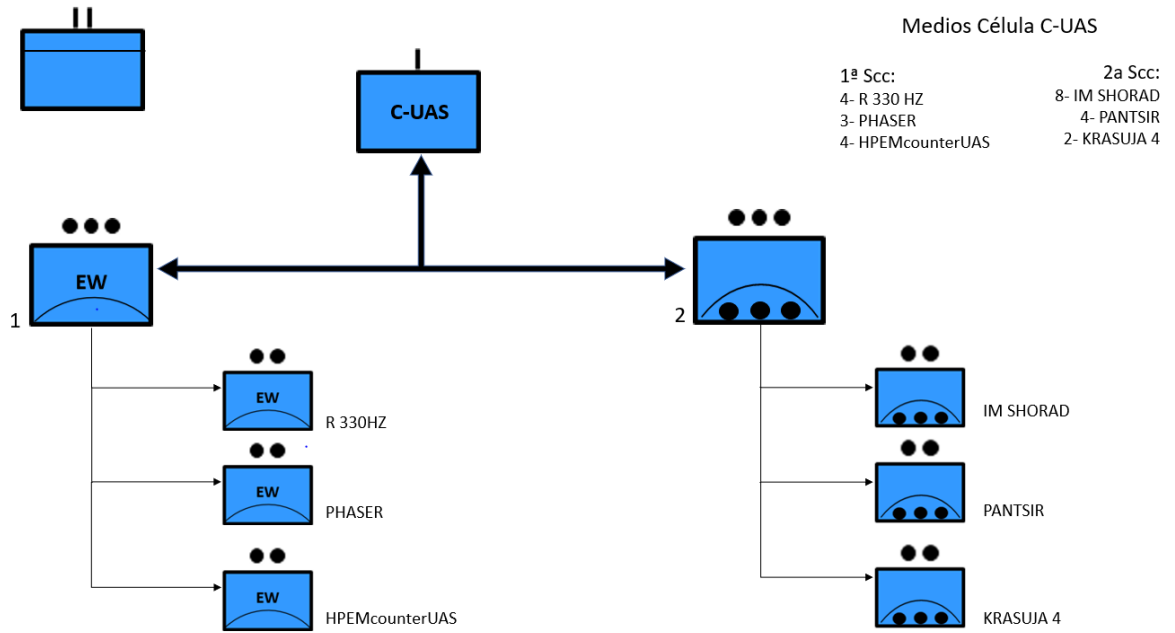 Medios Célula C-UAS
1ª Scc:
4- R 330 HZ
3- PHASER
4- HPEMcounterUAS
2a Scc:
8- IM SHORAD
4- PANTSIR
2- KRASUJA 4
C-UAS
EW
1
2
EW
R 330HZ
EW
PHASER
EW
HPEMcounterUAS
IM SHORAD
PANTSIR
KRASUJA 4